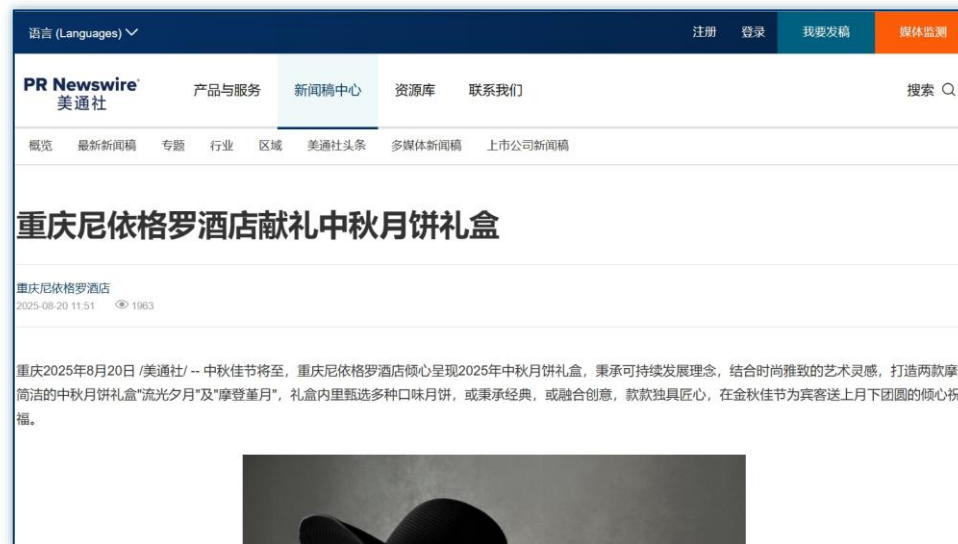 语言 (Languages)
注册 登录 我要发稿 媒体监测
PR Newswire
美通社
产品与服务 新闻稿中心 资源库 联系我们 搜索
概览 最新新闻稿 专题 行业 区域 美通社头条 多媒体新闻稿 上市公司新闻稿
重庆尼依格罗酒店献礼中秋月饼礼盒
重庆尼依格罗酒店
2025-08-20 11:51 1963
重庆2025年8月20日 /美通社/ -- 中秋佳节将至，重庆尼依格罗酒店倾心呈现2025年中秋月饼礼盒，秉承可持续发展理念，结合时尚雅致的艺术灵感，打造两款摩
简洁的中秋月饼礼盒"流光夕月"及"摩登堇月"，礼盒内里甄选多种口味月饼，或秉承经典，或融合创意，款款独具匠心，在金秋佳节为宾客送上月下团圆的倾心祝
福。